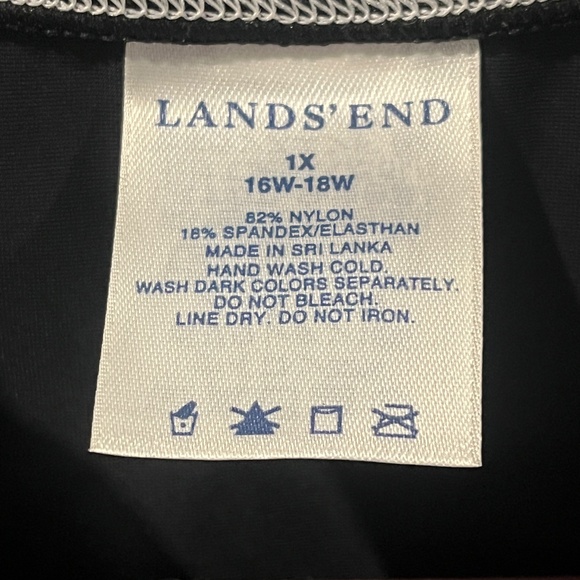 LANDS' END
1X
16W-18W
82% NYLON
18% SPANDEX/ELASTHAN
MADE IN SRI LANKA
HAND WASH COLD.
WASH DARK COLORS SEPARATELY.
DO NOT BLEACH.
LINE DRY. DO NOT IRON.